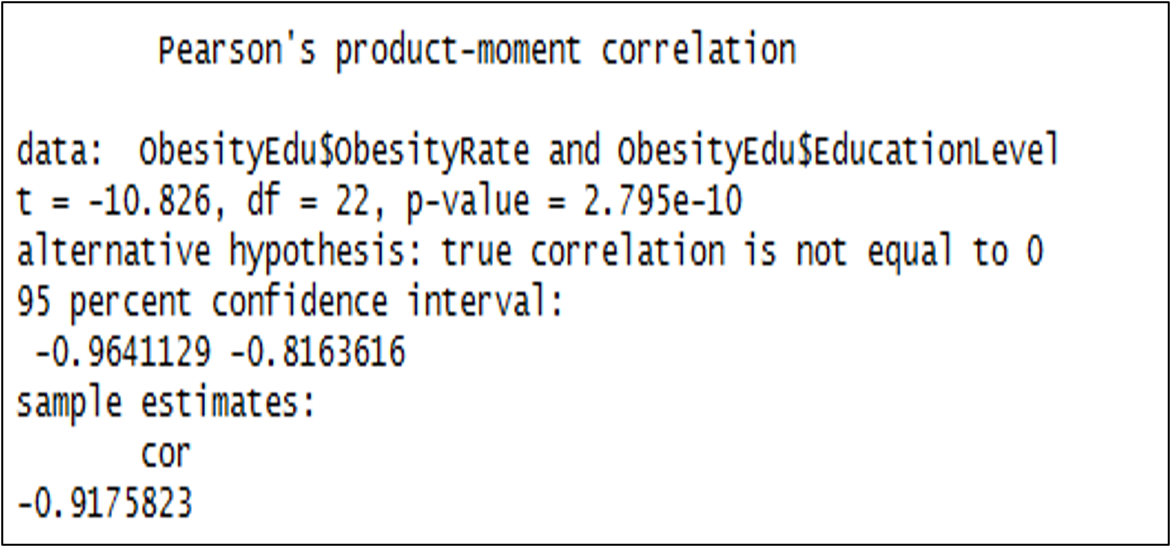 Pearson's product-moment correlation
data: ObesityEdu$ObesityRate and ObesityEdu$EducationLevel
t = -10.826, df = 22, p-value = 2.795e-10
alternative hypothesis: true correlation is not equal to 0
95 percent confidence interval:
-0.9641129 -0.8163616
sample estimates:
cor
-0.9175823